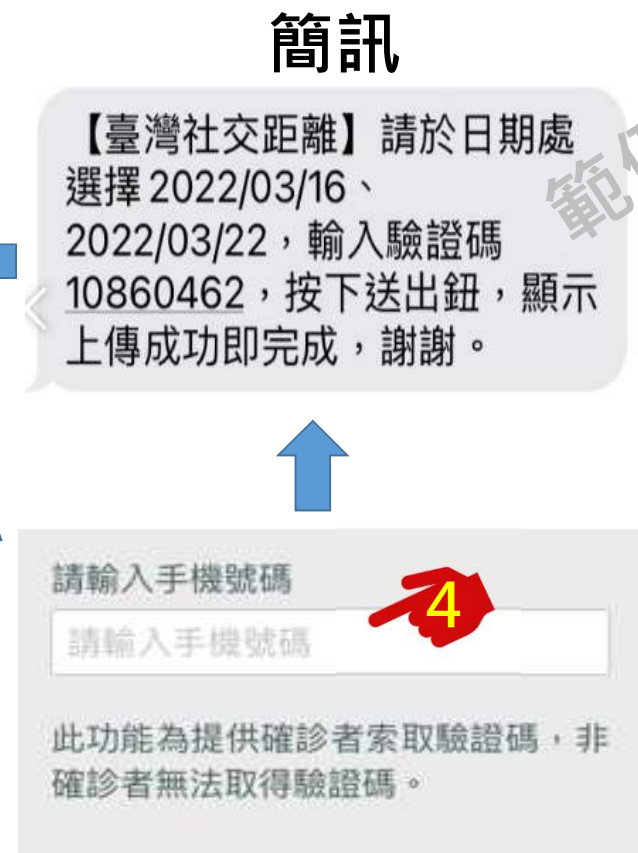 簡訊
【臺灣社交距離】請於日期處
選擇 2022/03/16、
2022/03/22，輸入驗證碼
10860462，按下送出鈕，顯示
上傳成功即完成，謝謝。
請輸入手機號碼
4
請輸入手機號碼
此功能為提供確診者索取驗證碼，非
確診者無法取得驗證碼。